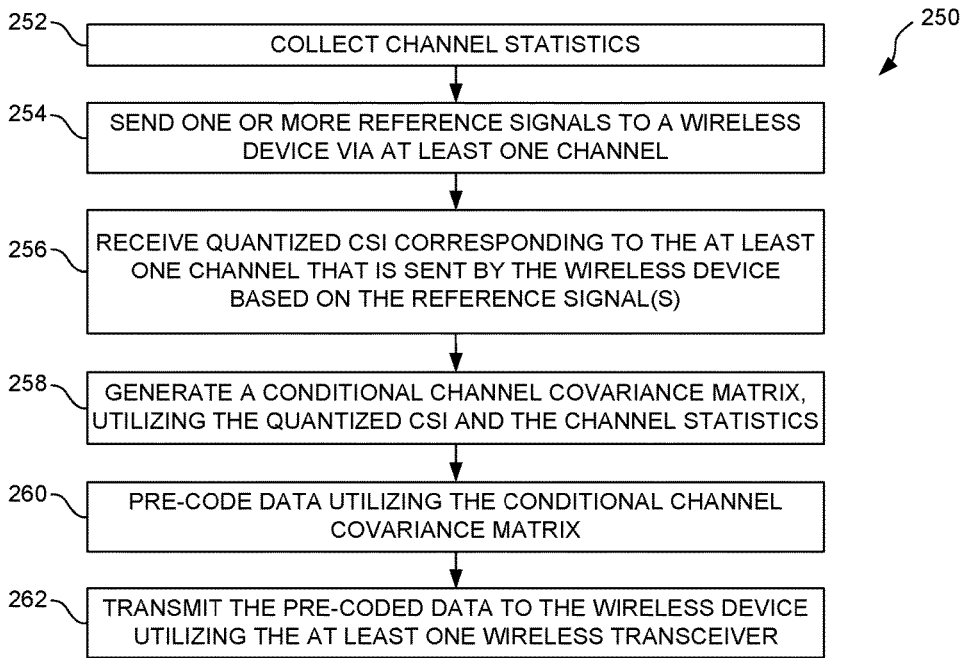 250
252
COLLECT CHANNEL STATISTICS
254
SEND ONE OR MORE REFERENCE SIGNALS TO A WIRELESS
DEVICE VIA AT LEAST ONE CHANNEL
256
RECEIVE QUANTIZED CSI CORRESPONDING TO THE AT LEAST
ONE CHANNEL THAT IS SENT BY THE WIRELESS DEVICE
BASED ON THE REFERENCE SIGNAL(S)
258
GENERATE A CONDITIONAL CHANNEL COVARIANCE MATRIX,
UTILIZING THE QUANTIZED CSI AND THE CHANNEL STATISTICS
260
PRE-CODE DATA UTILIZING THE CONDITIONAL CHANNEL
COVARIANCE MATRIX
262
TRANSMIT THE PRE-CODED DATA TO THE WIRELESS DEVICE
UTILIZING THE AT LEAST ONE WIRELESS TRANSCEIVER